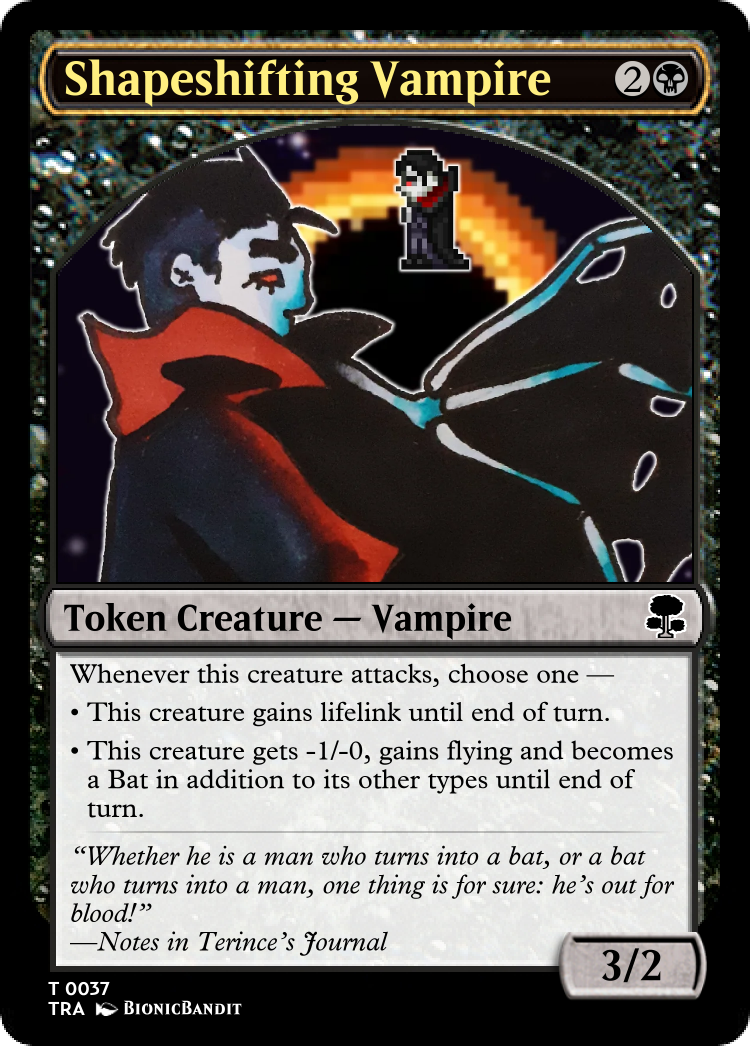 Shapeshifting Vampire 2
Token Creature — Vampire
Whenever this creature attacks, choose one —
• This creature gains lifelink until end of turn.
• This creature gets -1/-0, gains flying and becomes
a Bat in addition to its other types until end of
turn.
“Whether he is a man who turns into a bat, or a bat
who turns into a man, one thing is for sure: he’s out for
blood!”
—Notes in Terince’s Journal
3/2
T 0037
TRA BionicBandit